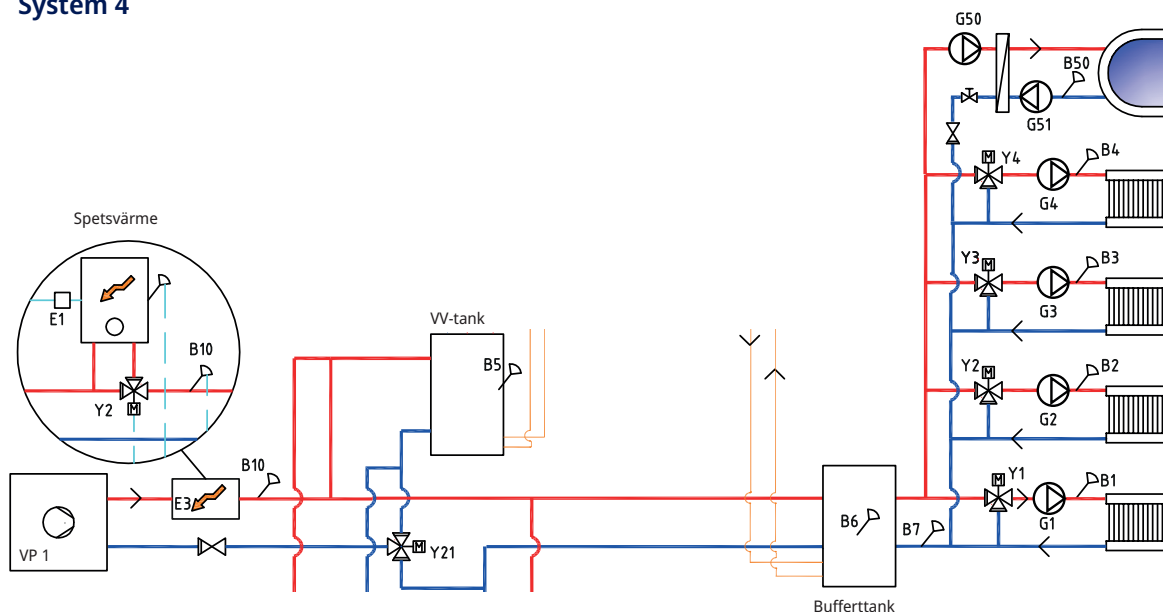 System 4
G50
B50
G51
B4
Y4
G4
Spetsvärme
Y3
B3
G3
E1
VV-tank
B5
B10
Y2
Y2
B2
G2
B10
E3
VP 1
Y21
B6
B7
Y1
B1
G1
M
M
M
M
M
M
Bufferttank